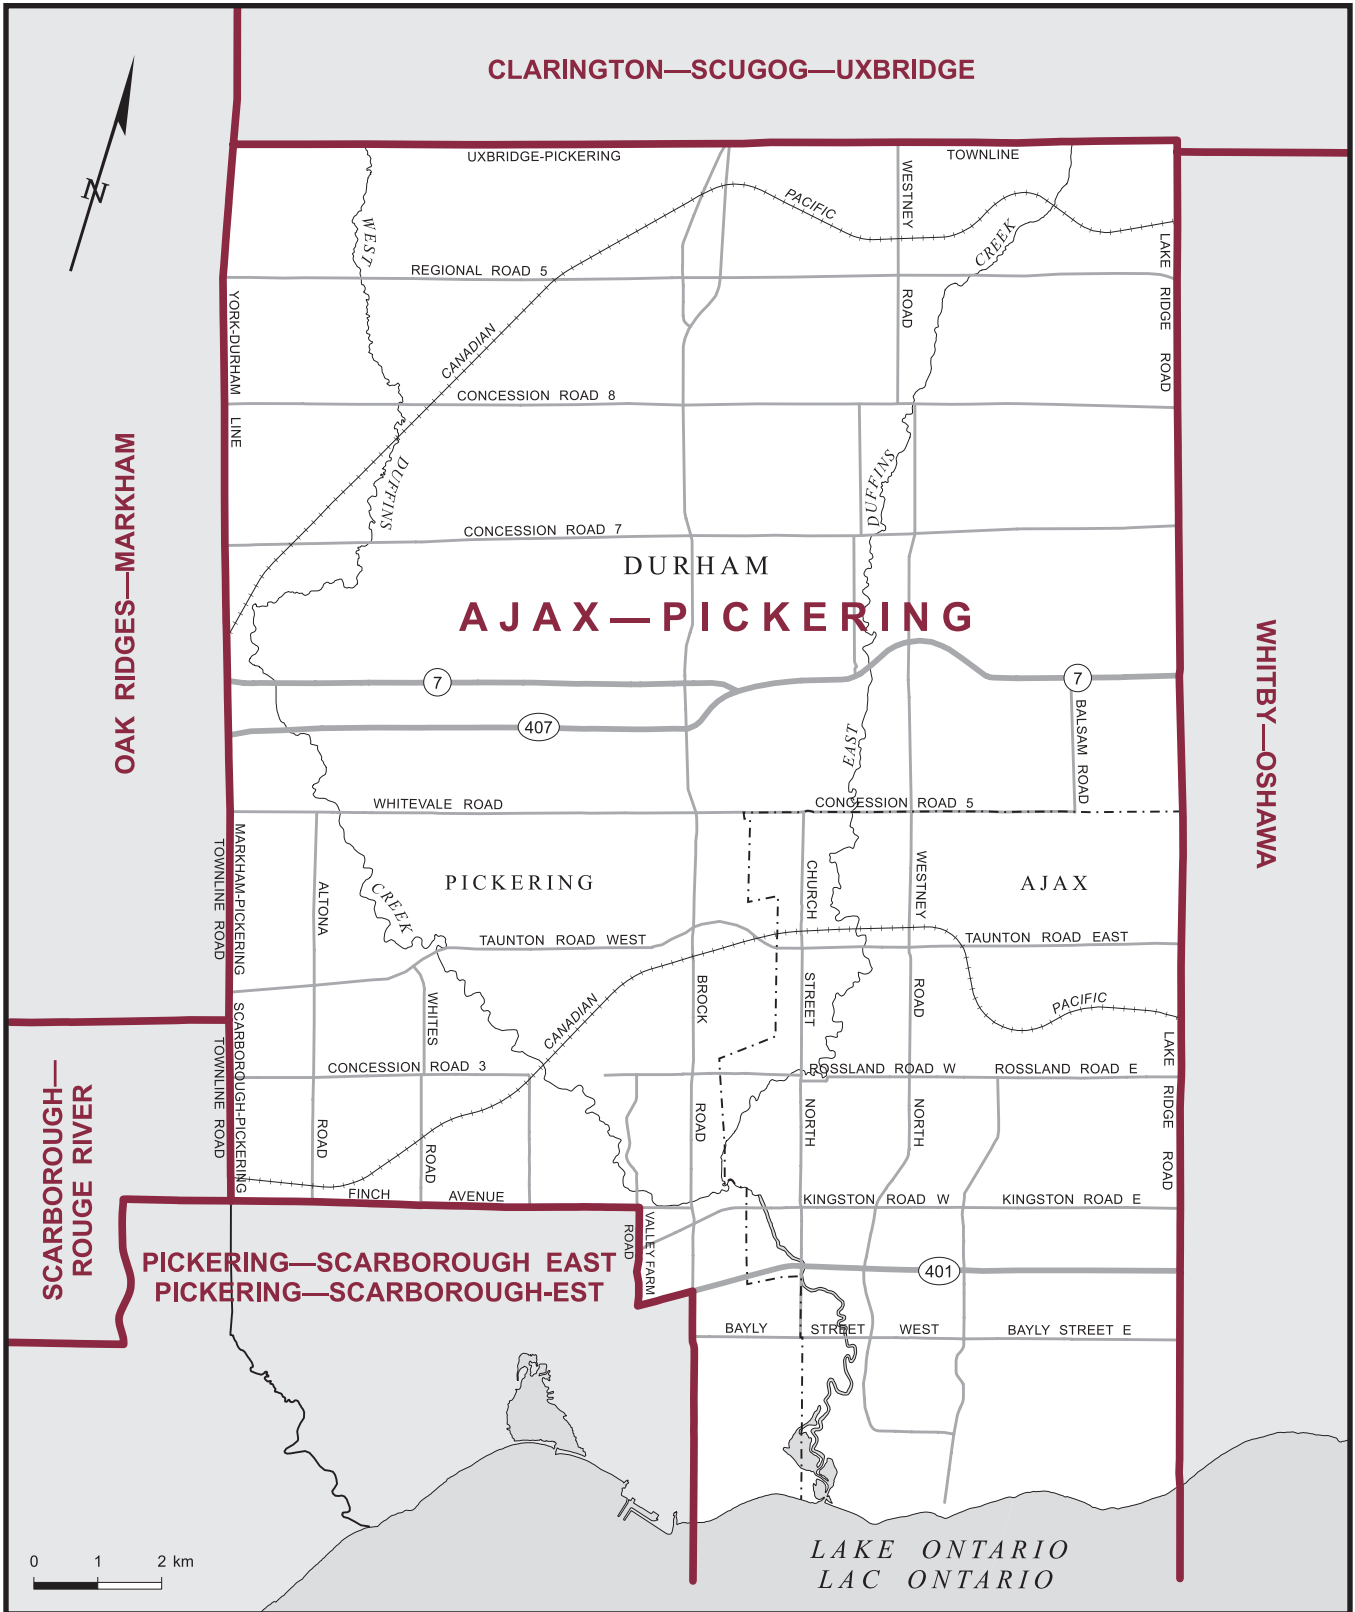 CLARINGTON—SCUGOG—UXBRIDGE
N
UXBRIDGE-PICKERING
TOWNLINE
WEST
PACIFIC
WESTNEY
CREEK
LAKE
REGIONAL ROAD 5
YORK-DURHAM
ROAD
RIDGE
CANADIAN
ROAD
CONCESSION ROAD 8
LINE
OAK RIDGES—MARKHAM
DUFFINS
DUFFINS
CONCESSION ROAD 7
DURHAM
AJAX—PICKERING
WHITBY—OSHAWA
7
7
407
BALSAM ROAD
EAST
WHITEVALE ROAD
CONCESSION ROAD 5
MARKHAM-PICKERING
TOWNLINE ROAD
ALTONA
CREEK
PICKERING
CHURCH
WESTNEY
AJAX
TAUNTON ROAD WEST
TAUNTON ROAD EAST
WHITES
CANADIAN
BROCK
STREET
ROAD
PACIFIC
SCARBOROUGH-PICKERING
TOWNLINE ROAD
LAKE
CONCESSION ROAD 3
ROSSLAND ROAD W
ROSSLAND ROAD E
SCARBOROUGH—
ROUGE RIVER
ROAD
ROAD
ROAD
NORTH
NORTH
RIDGE
ROAD
FINCH
AVENUE
KINGSTON ROAD W
KINGSTON ROAD E
VALLEY FARM
ROAD
PICKERING—SCARBOROUGH EAST
PICKERING—SCARBOROUGH-EST
401
BAYLY
STREET
WEST
BAYLY STREET E
LAKE ONTARIO
LAC ONTARIO
0 1 2 km